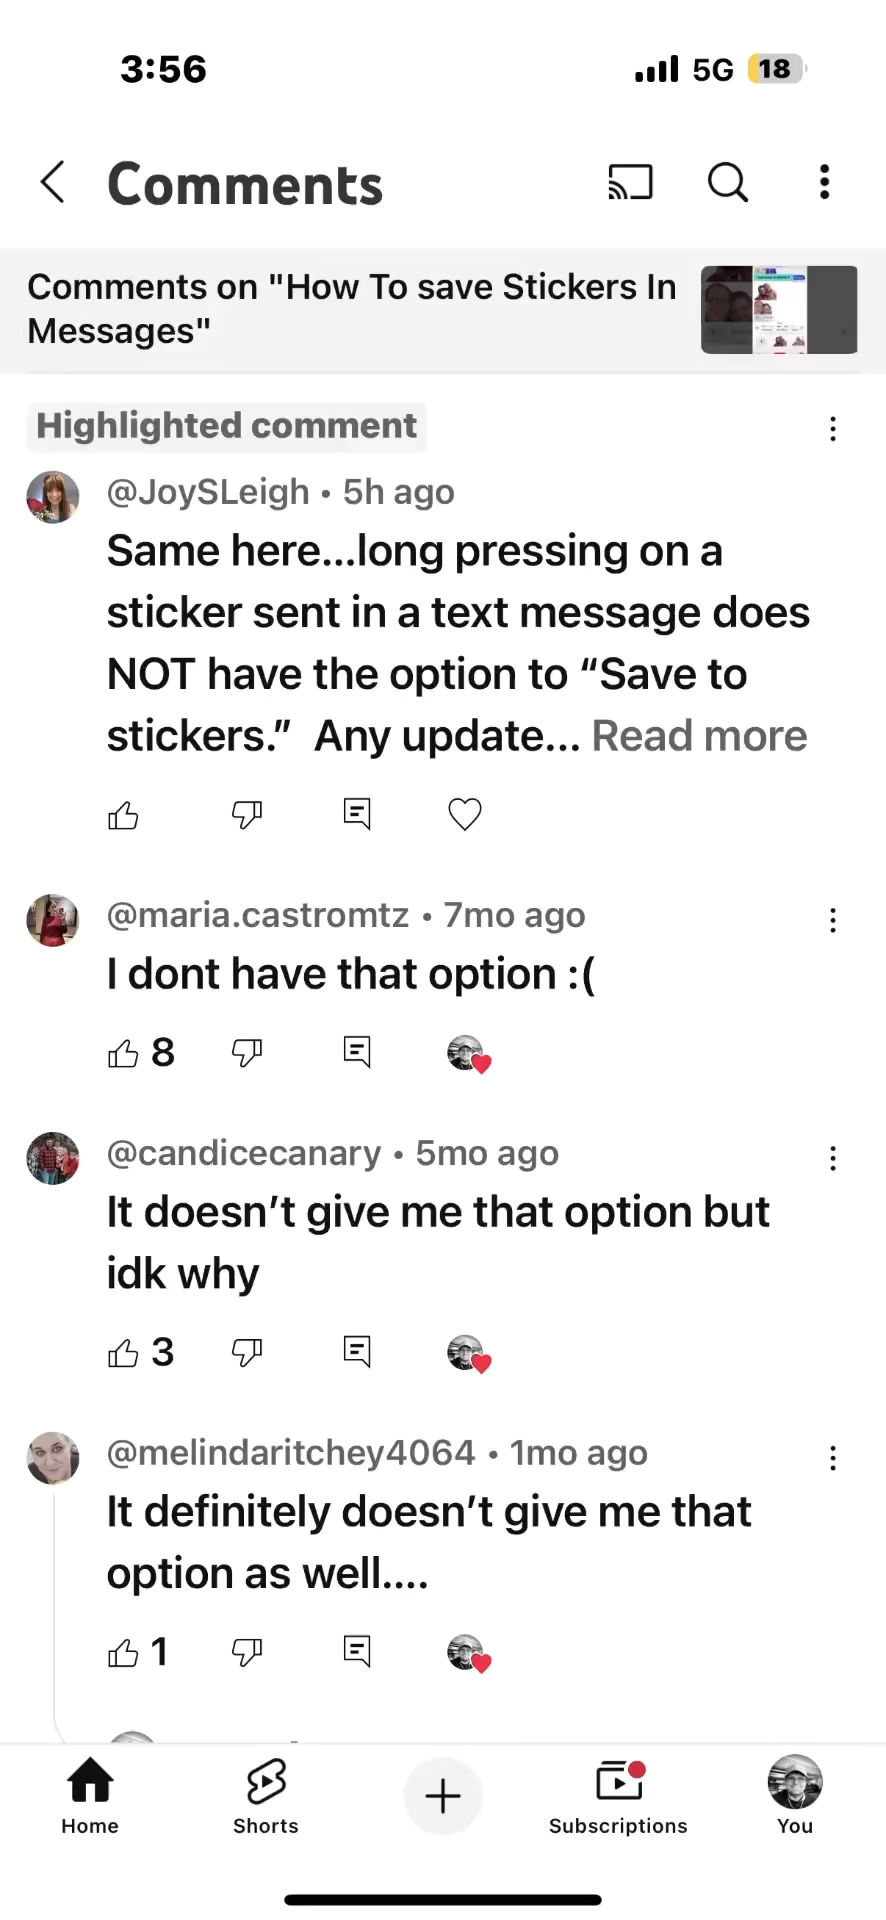 3:56
5G 18
Comments
Comments on "How To save Stickers In
Messages"
Highlighted comment
@JoySLeigh • 5h ago
Same here...long pressing on a
sticker sent in a text message does
NOT have the option to “Save to
stickers.” Any update... Read more
@maria.castromtz • 7mo ago
I dont have that option :(
8
@candicecanary • 5mo ago
It doesn’t give me that option but
idk why
3
@melindaritchey4064 • 1mo ago
It definitely doesn’t give me that
option as well....
1
Home
Shorts
Subscriptions
You